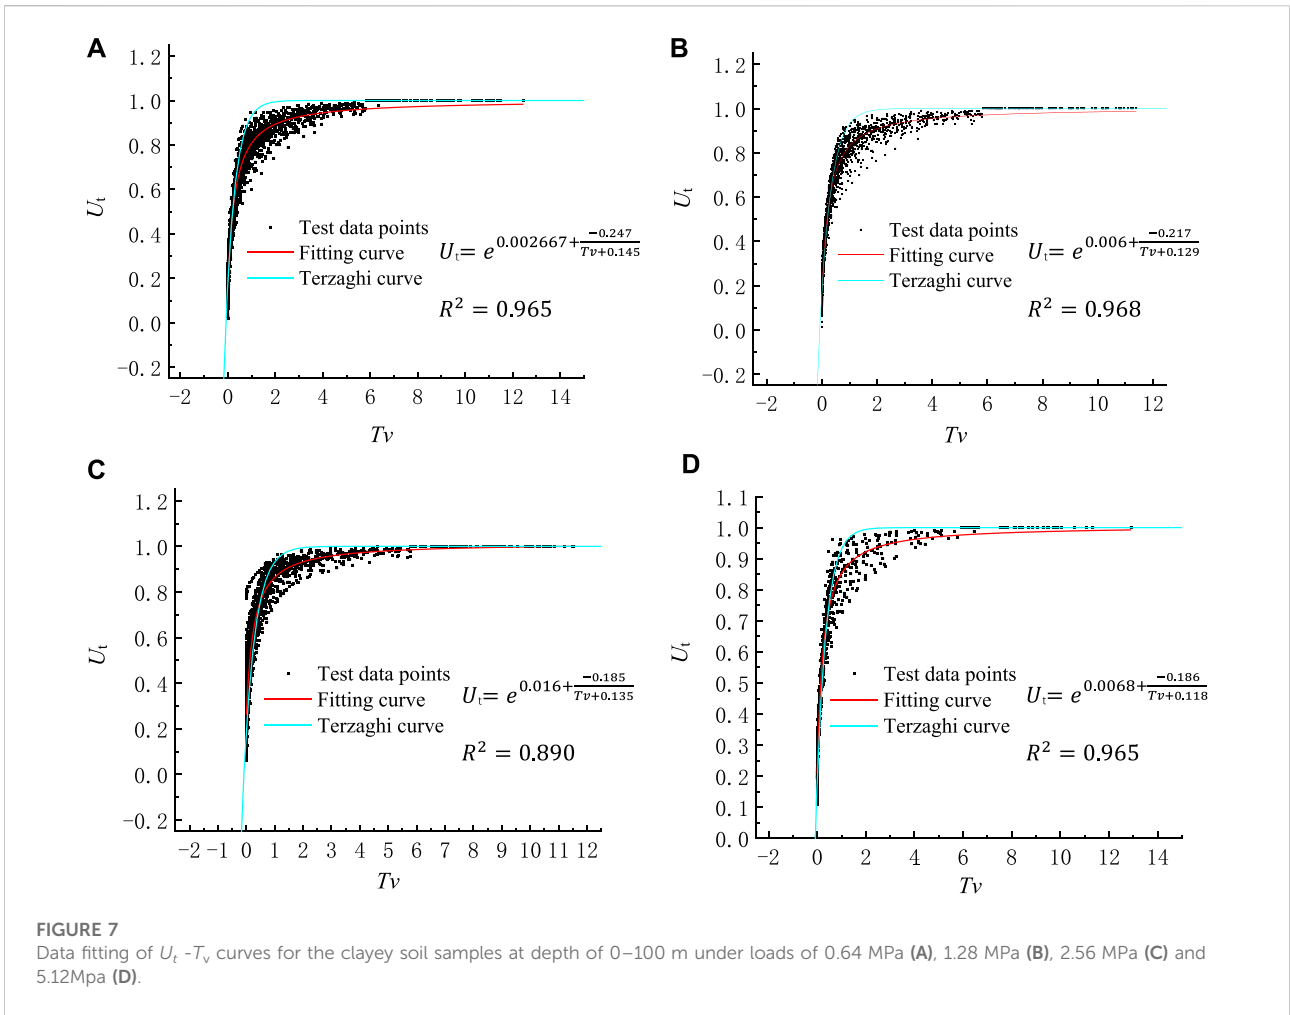 A
1.2
1.0
0.8
0.6
0.4
0.2
0.0
-0.2
Ut
-2 0 2 4 6 8 10 12 14
Tv
Test data points
Fitting curve
Terzaghi curve
Ut= e^0.002667+(-0.247/Tv+0.145)
R² = 0.965
B
1.2
1.0
0.8
0.6
0.4
0.2
0.0
-0.2
Ut
-2 0 2 4 6 8 10 12
Tv
Test data points
Fitting curve
Terzaghi curve
Ut= e^0.006+(-0.217/Tv+0.129)
R² = 0.968
C
1.2
1.0
0.8
0.6
0.4
0.2
0.0
-0.2
Ut
-2 -1 0 1 2 3 4 5 6 7 8 9 10 11 12
Tv
Test data points
Fitting curve
Terzaghi curve
Ut= e^0.016+(-0.185/Tv+0.135)
R² = 0.890
D
1.1
1.0
0.9
0.8
0.7
0.6
0.5
0.4
0.3
0.2
0.1
0.0
Ut
-2 0 2 4 6 8 10 12 14
Tv
Test data points
Fitting curve
Terzaghi curve
Ut= e^0.0068+(-0.186/Tv+0.118)
R² = 0.965
FIGURE 7
Data fitting of Ut -Tv curves for the clayey soil samples at depth of 0–100 m under loads of 0.64 MPa (A), 1.28 MPa (B), 2.56 MPa (C) and
5.12Mpa (D).